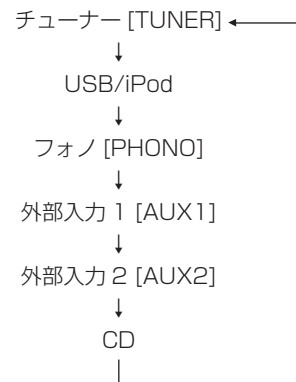 チューナー [TUNER]
USB/iPod
フォノ [PHONO]
外部入力 1 [AUX1]
外部入力 2 [AUX2]
CD